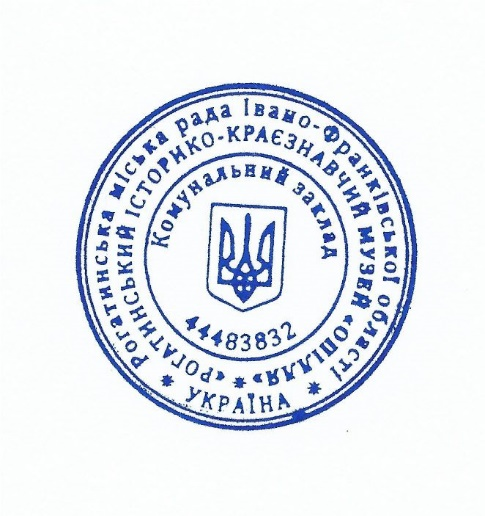 Рогатинська міська рада Івано-Франківської області
* УКРАЇНА *
«РОГАТИНСЬКИЙ ІСТОРИКО-КРАЄЗНАВЧИЙ МУЗЕЙ «ОПІЛЛЯ» *
Комунальний заклад
44483832